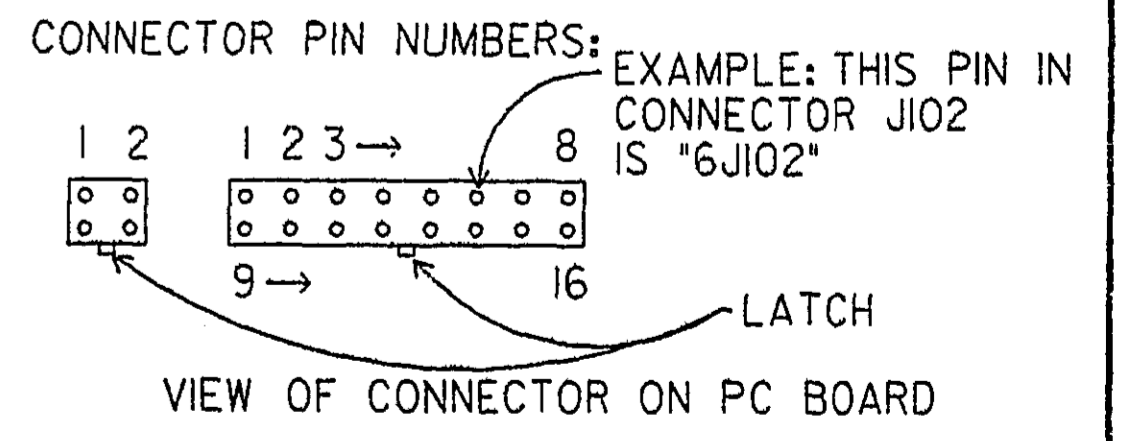 CONNECTOR PIN NUMBERS:
EXAMPLE: THIS PIN IN
CONNECTOR J102
IS "6J102"
1 2
1 2 3 → 8
9 → 16
LATCH
VIEW OF CONNECTOR ON PC BOARD